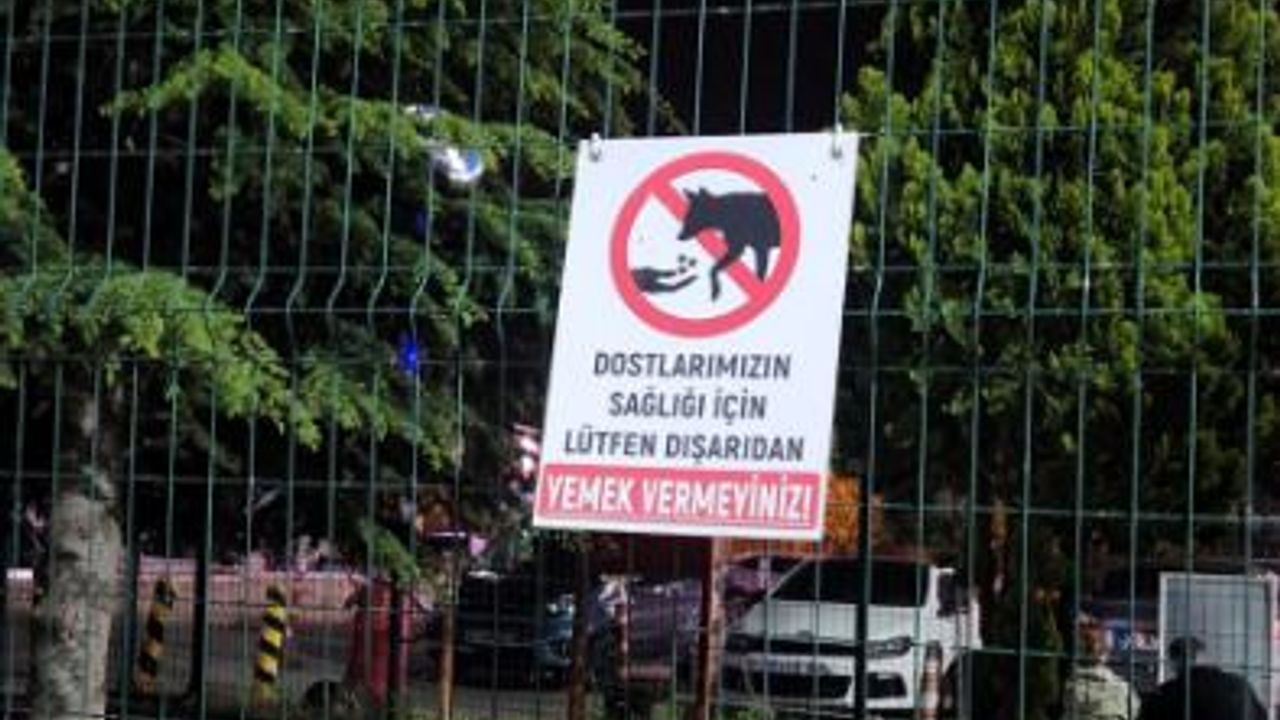 DOSTLARIMIZIN
SAĞLIĞI İÇİN
LÜTFEN DIŞARIDAN
YEMEK VERMEYİNİZ!